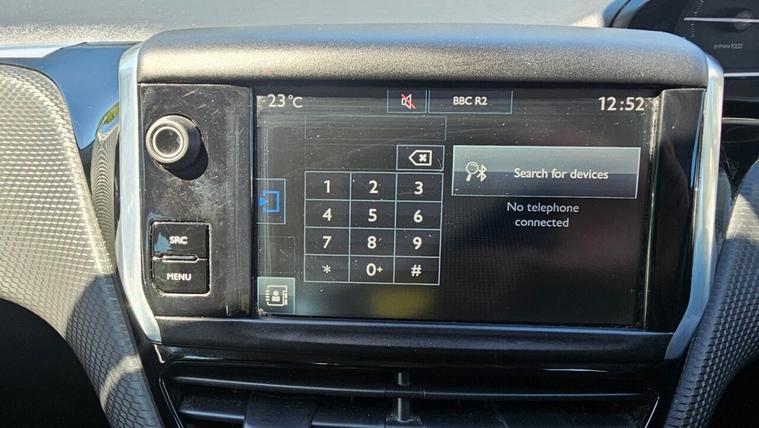 23°C
BBC R2
12:52
Search for devices
No telephone
connected
1 2 3
4 5 6
7 8 9
* 0+ #
SRC
MENU